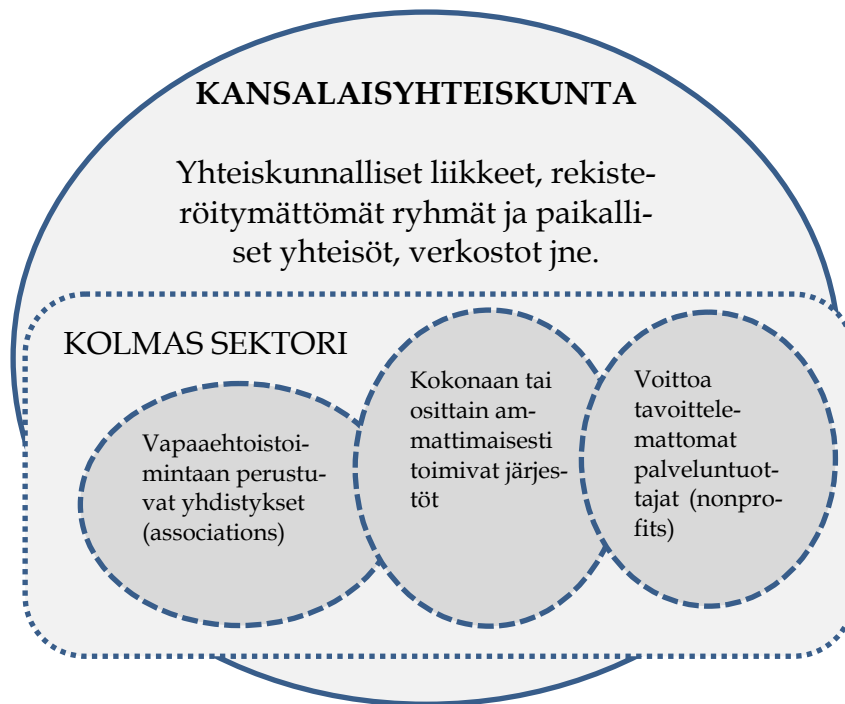 KANSALAISYHTEISKUNTA
Yhteiskunnalliset liikkeet, rekiste-
röitymättömät ryhmät ja paikalli-
set yhteisöt, verkostot jne.
KOLMAS SEKTORI
Vapaaehtoistoi-
mintaan perustu-
vat yhdistykset
(associations)
Kokonaan tai
osittain am-
mattimaisesti
toimivat järjes-
töt
Voittoa
tavoittele-
mattomat
palveluntuot-
tajat (nonpro-
fits)